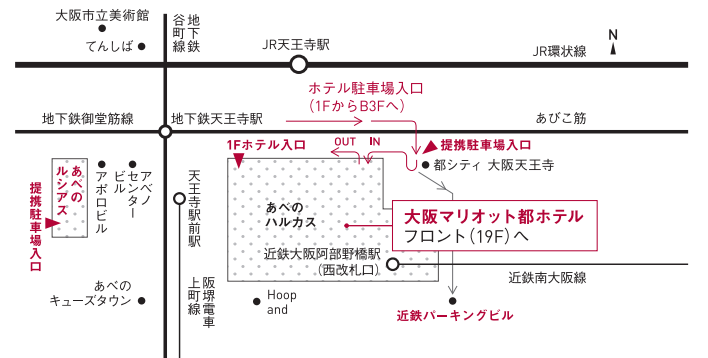 大阪市立美術館
てんしば
地下鉄
谷町線
JR天王寺駅
JR環状線
N
ホテル駐車場入口
(1FからB3Fへ)
地下鉄御堂筋線
地下鉄天王寺駅
あびこ筋
1Fホテル入口
OUT
IN
提携駐車場入口
都シティ 大阪天王寺
あべの
ルシアス
提携駐車場入口
アポロビル
アベノ
センター
ビル
天王寺駅前駅
あべの
ハルカス
大阪マリオット都ホテル
フロント(19F)へ
近鉄大阪阿部野橋駅
(西改札口)
近鉄南大阪線
あべの
キューズタウン
阪堺電車
上町線
Hoop
and
近鉄パーキングビル